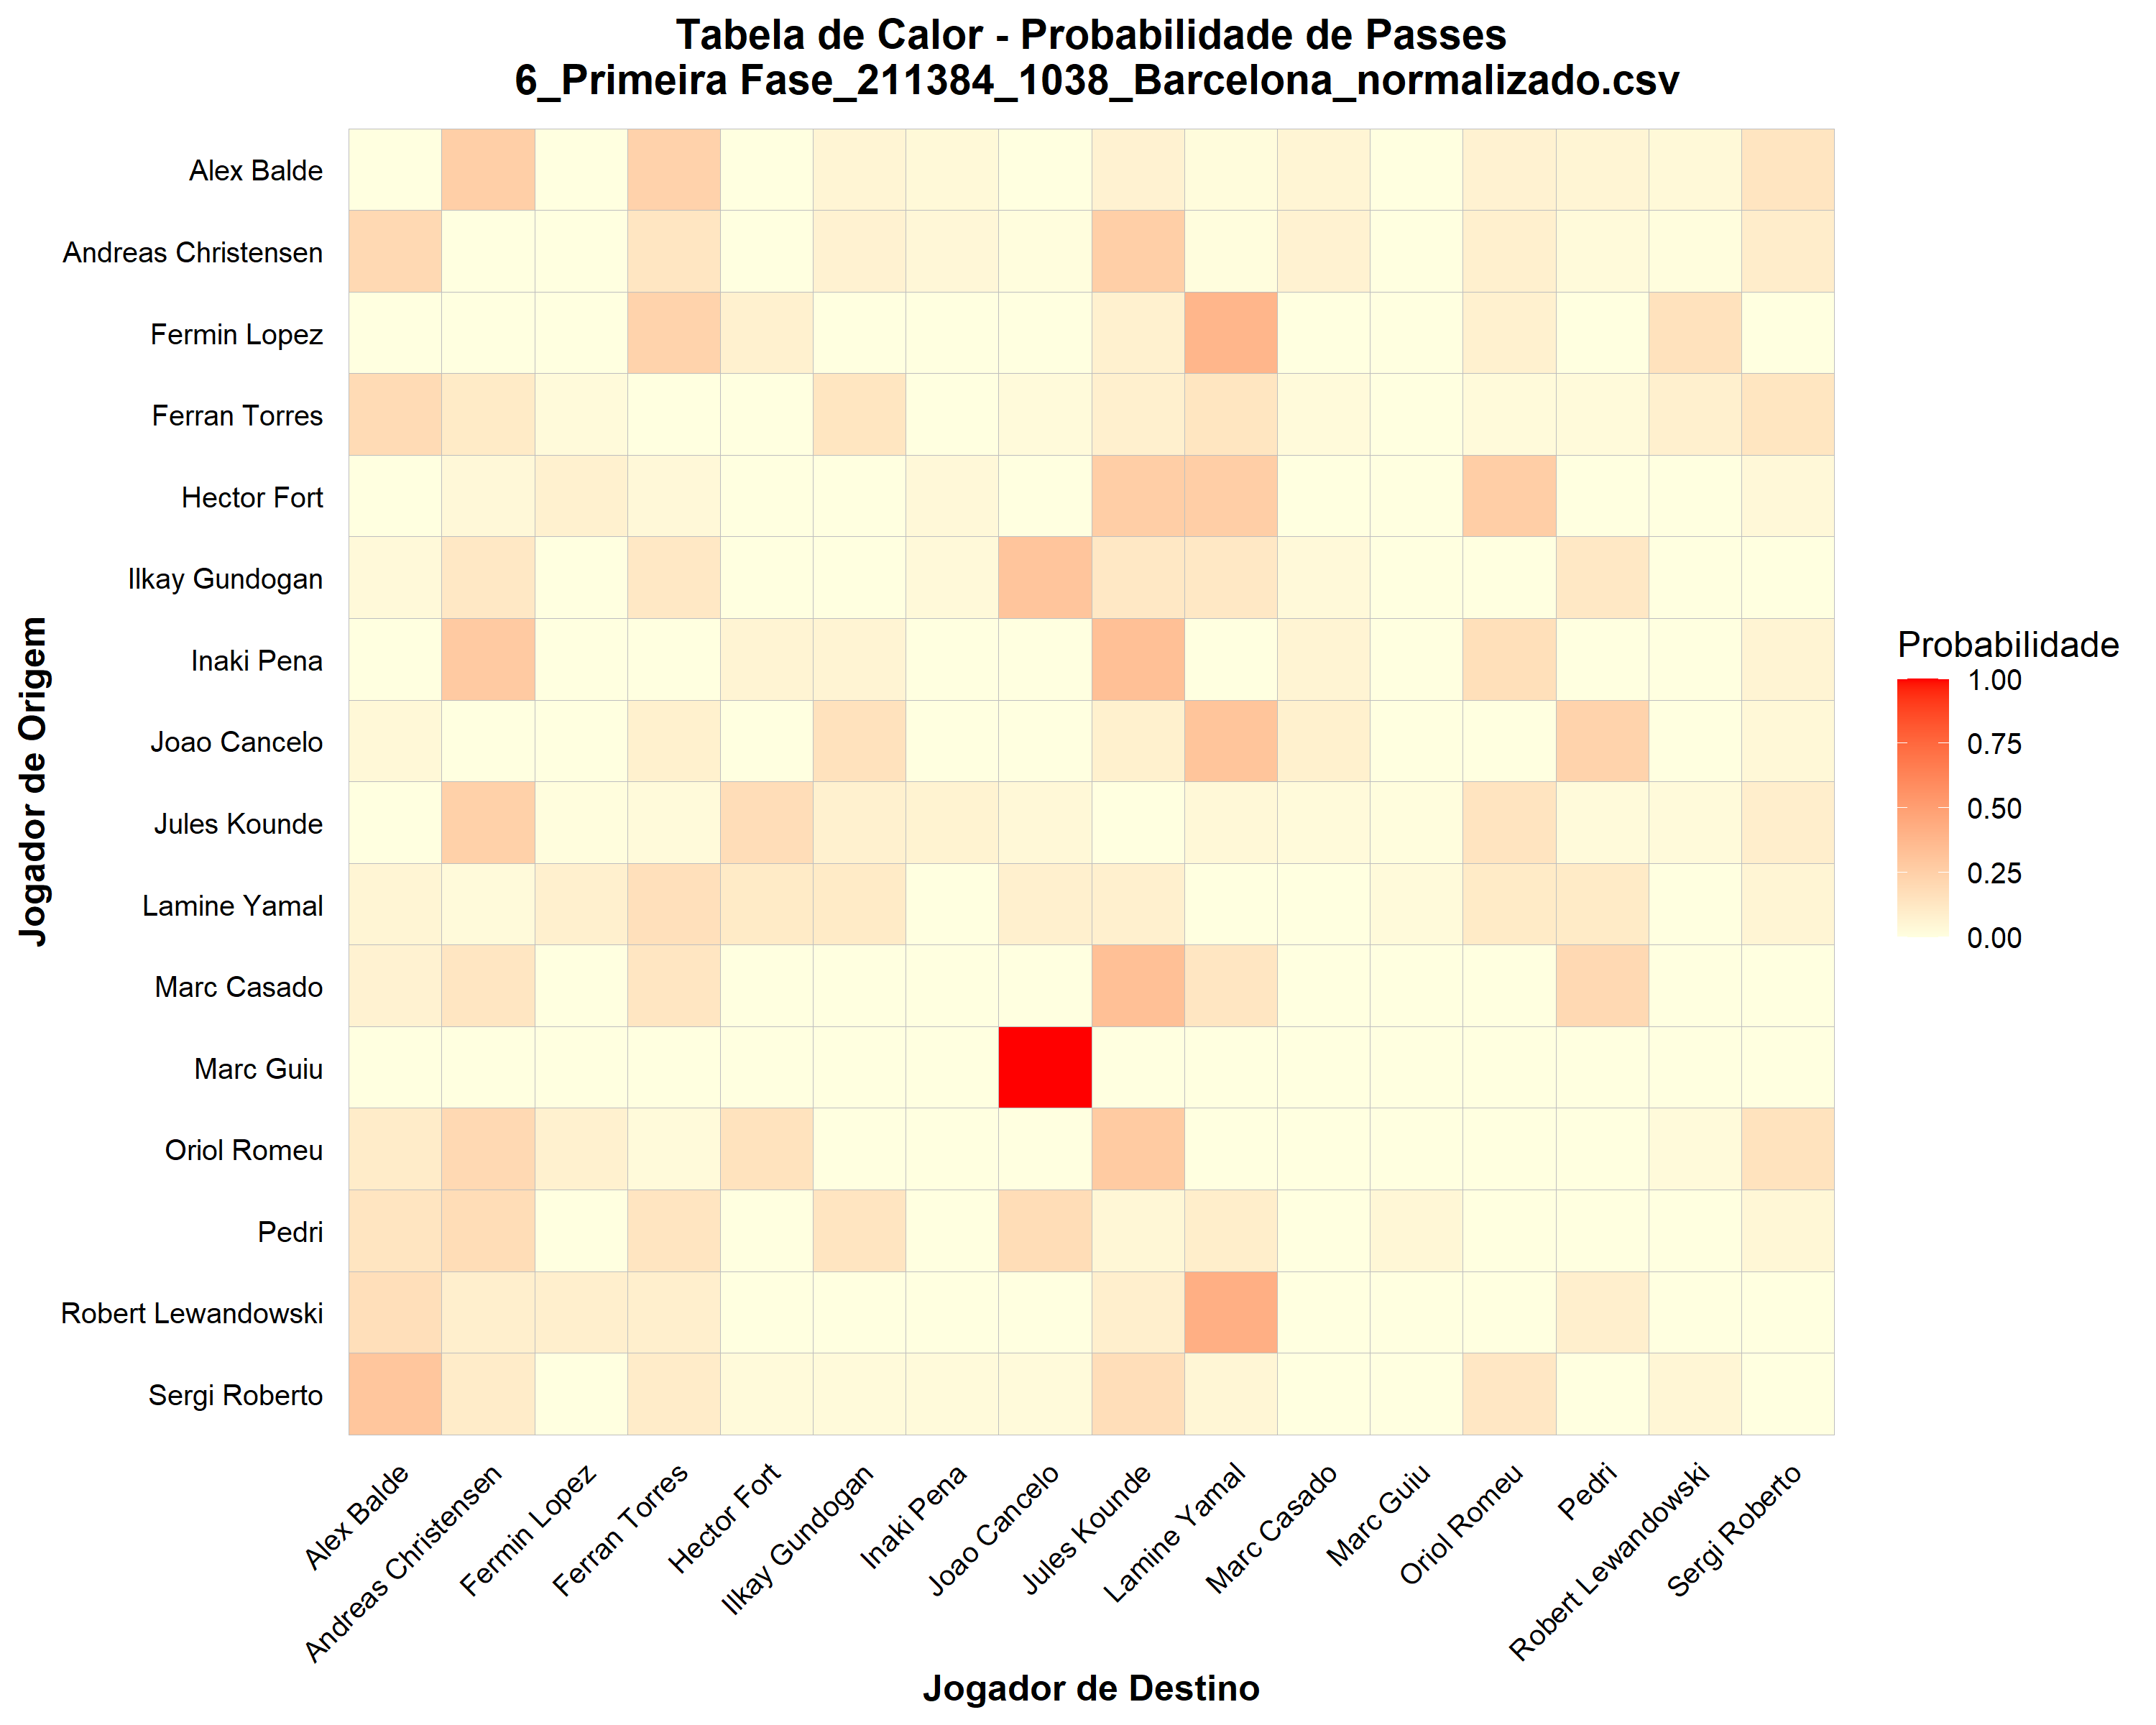 Tabela de Calor - Probabilidade de Passes
6_Primeira Fase_211384_1038_Barcelona_normalizado.csv
Jogador de Origem
Alex Balde
Andreas Christensen
Fermin Lopez
Ferran Torres
Hector Fort
Ilkay Gundogan
Inaki Pena
Joao Cancelo
Jules Kounde
Lamine Yamal
Marc Casado
Marc Guiu
Oriol Romeu
Pedri
Robert Lewandowski
Sergi Roberto
Alex Balde
Andreas Christensen
Fermin Lopez
Ferran Torres
Hector Fort
Ilkay Gundogan
Inaki Pena
Joao Cancelo
Jules Kounde
Lamine Yamal
Marc Casado
Marc Guiu
Oriol Romeu
Pedri
Robert Lewandowski
Sergi Roberto
Jogador de Destino
Probabilidade
1.00
0.75
0.50
0.25
0.00